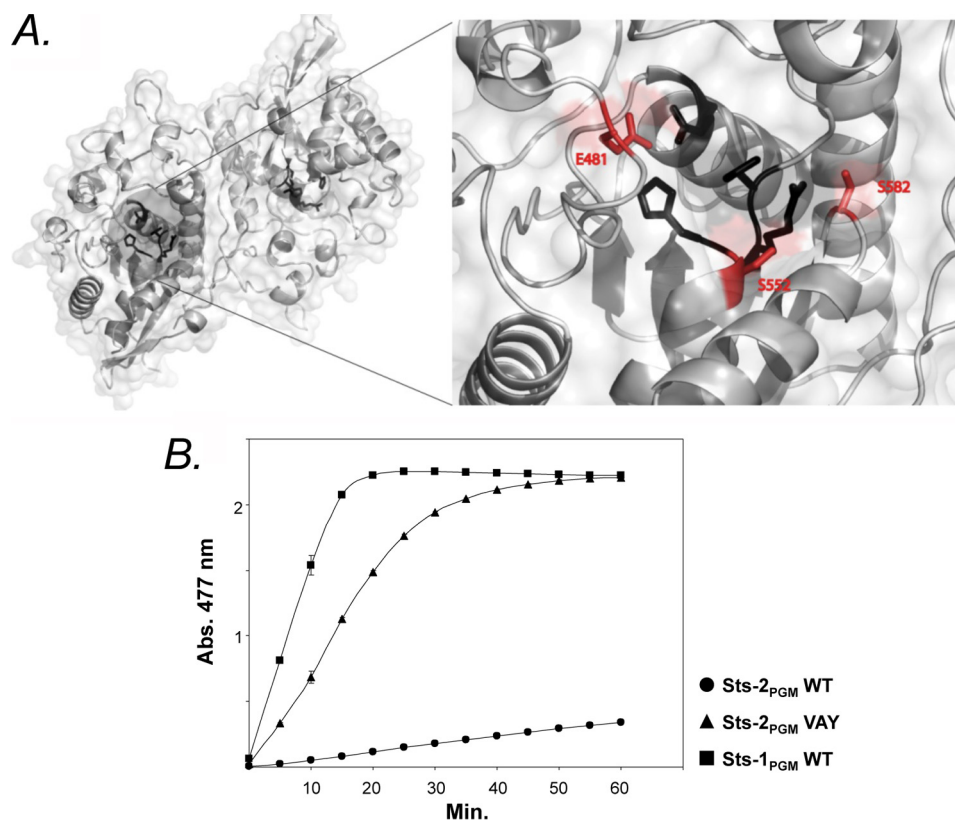 A.
E481
S582
S552
B.
Abs. 477 nm
2
1
10 20 30 40 50 60
Min.
Sts-2PGM WT
Sts-2PGM VAY
Sts-1PGM WT